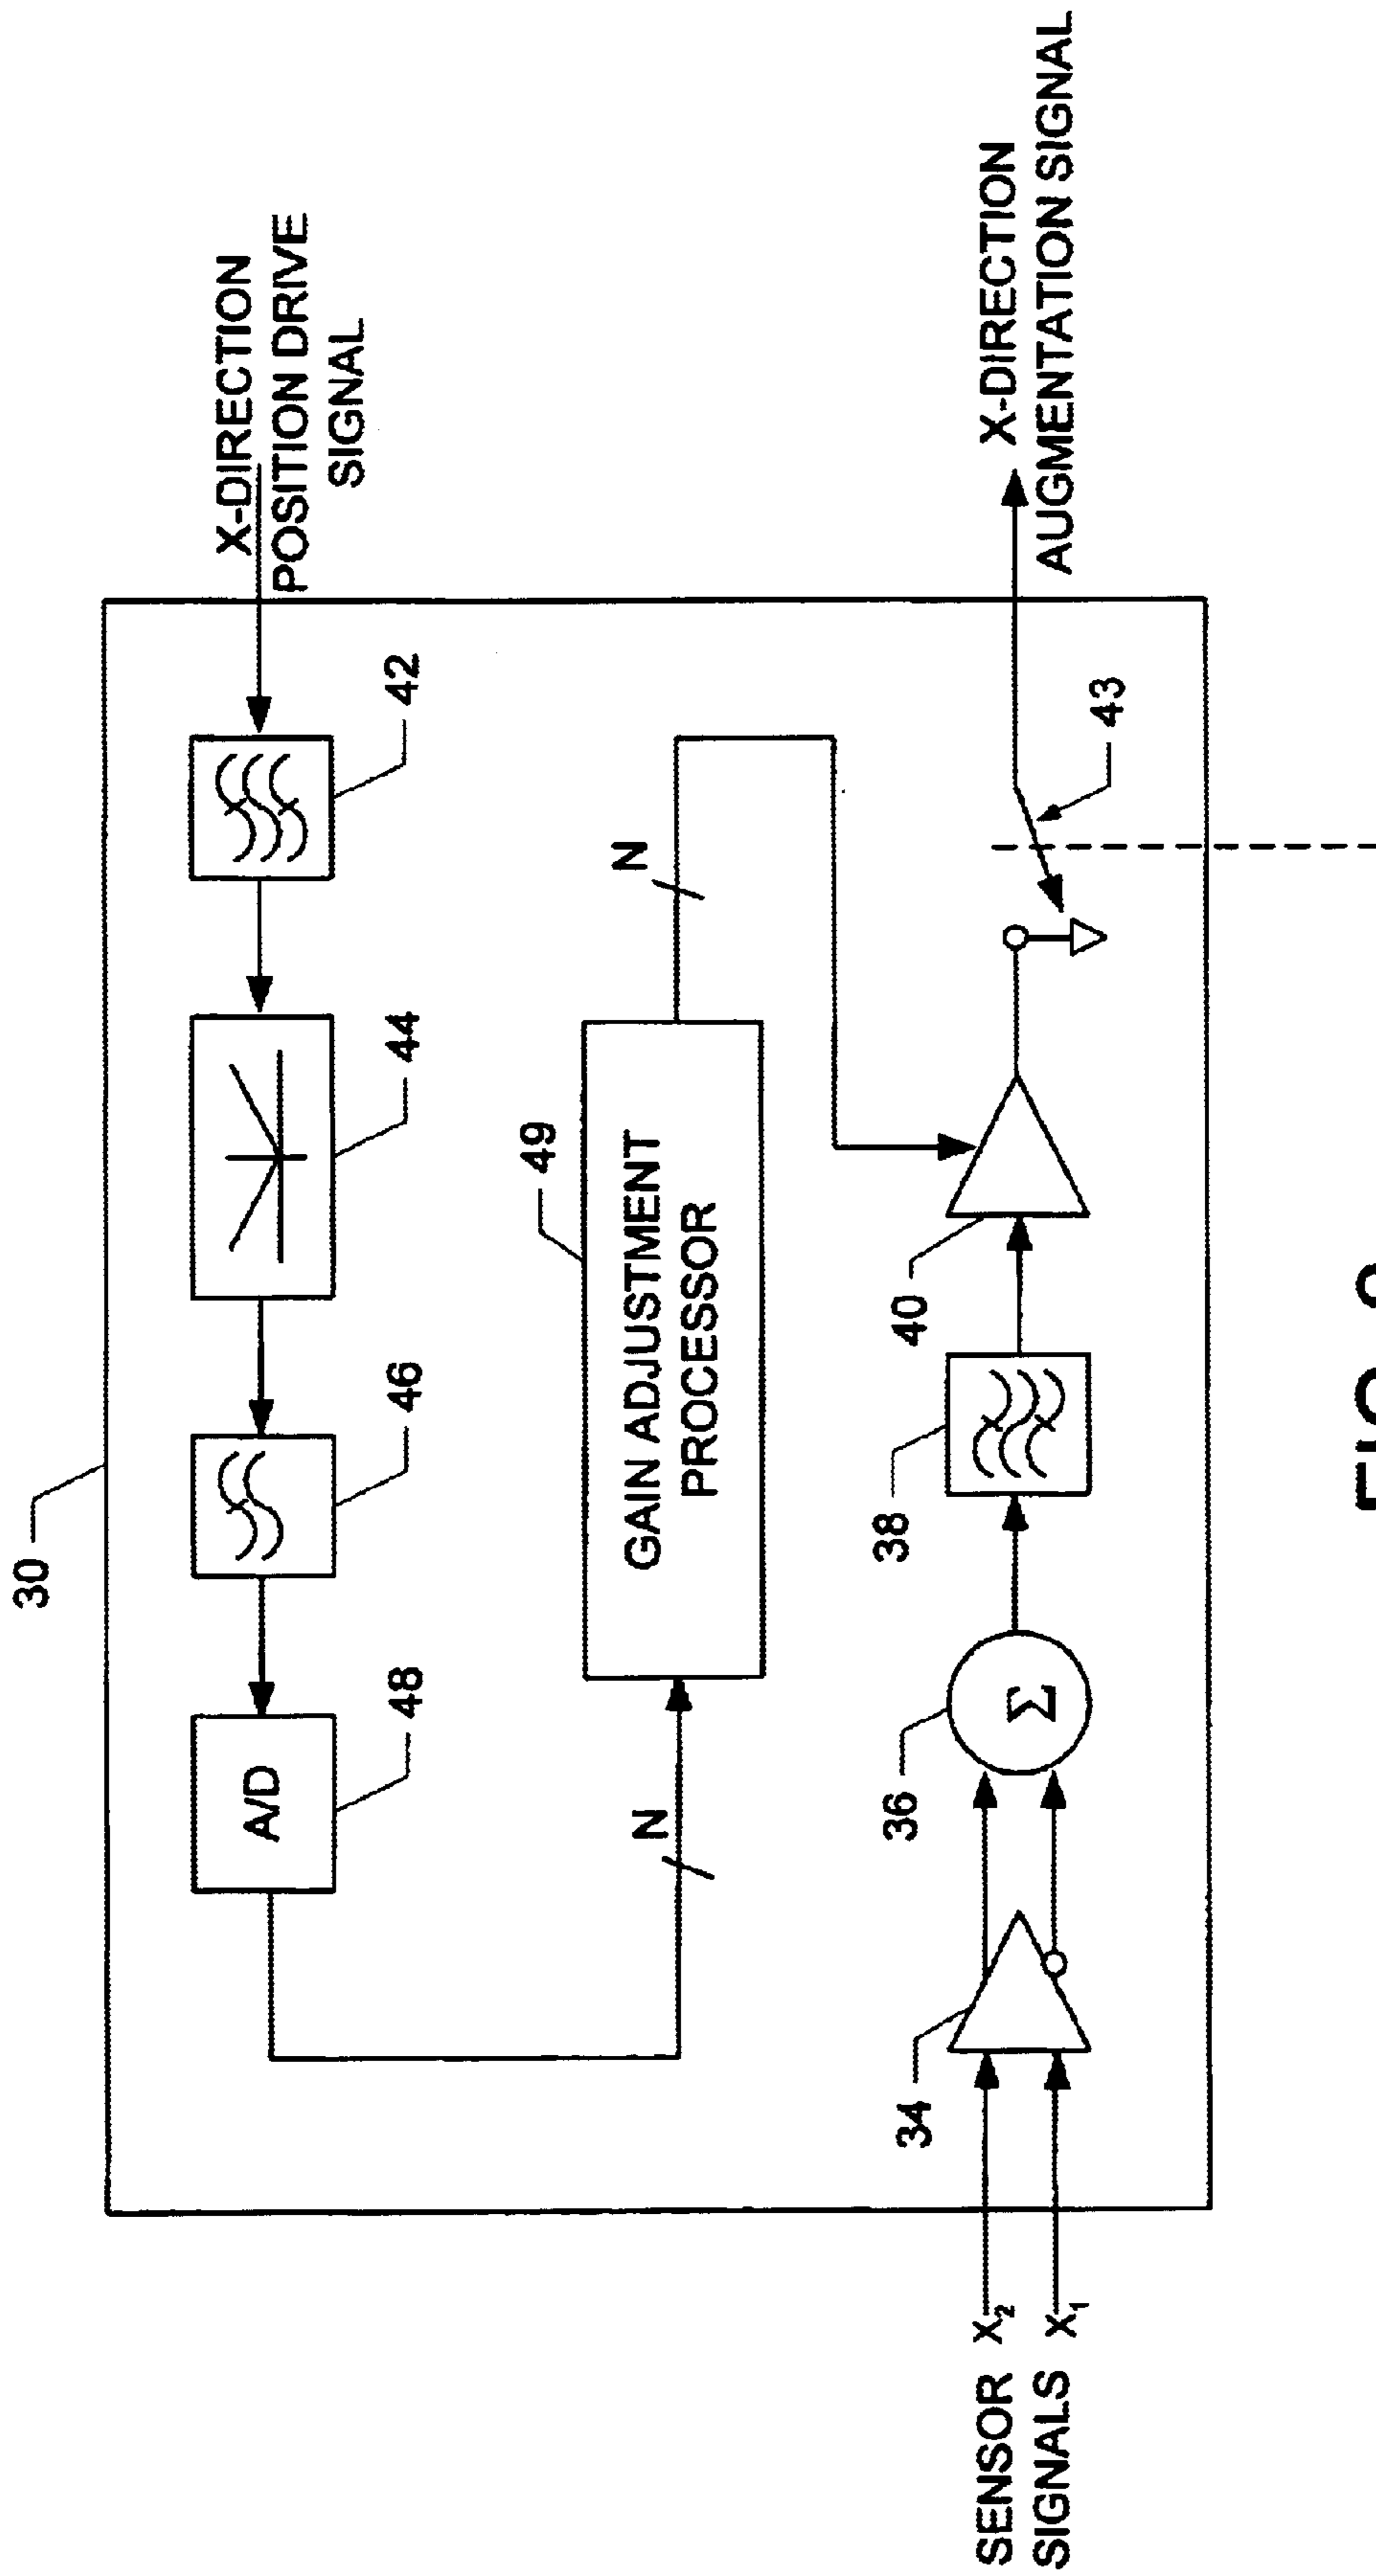 30
X-DIRECTION
POSITION DRIVE
SIGNAL
42
44
46
A/D
48
N
GAIN ADJUSTMENT
PROCESSOR
49
N
SENSOR X₂
SIGNALS X₁
34
36
Σ
38
40
43
X-DIRECTION
AUGMENTATION SIGNAL